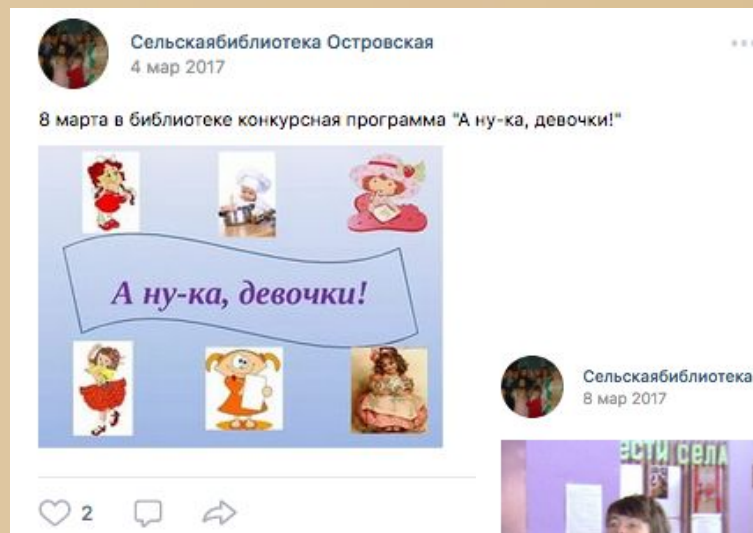 Сельскаябиблиотека Островская
4 мар 2017
8 марта в библиотеке конкурсная программа "А ну-ка, девочки!"
А ну-ка, девочки!
2
Сельскаябиблиотека
8 мар 2017
ести села